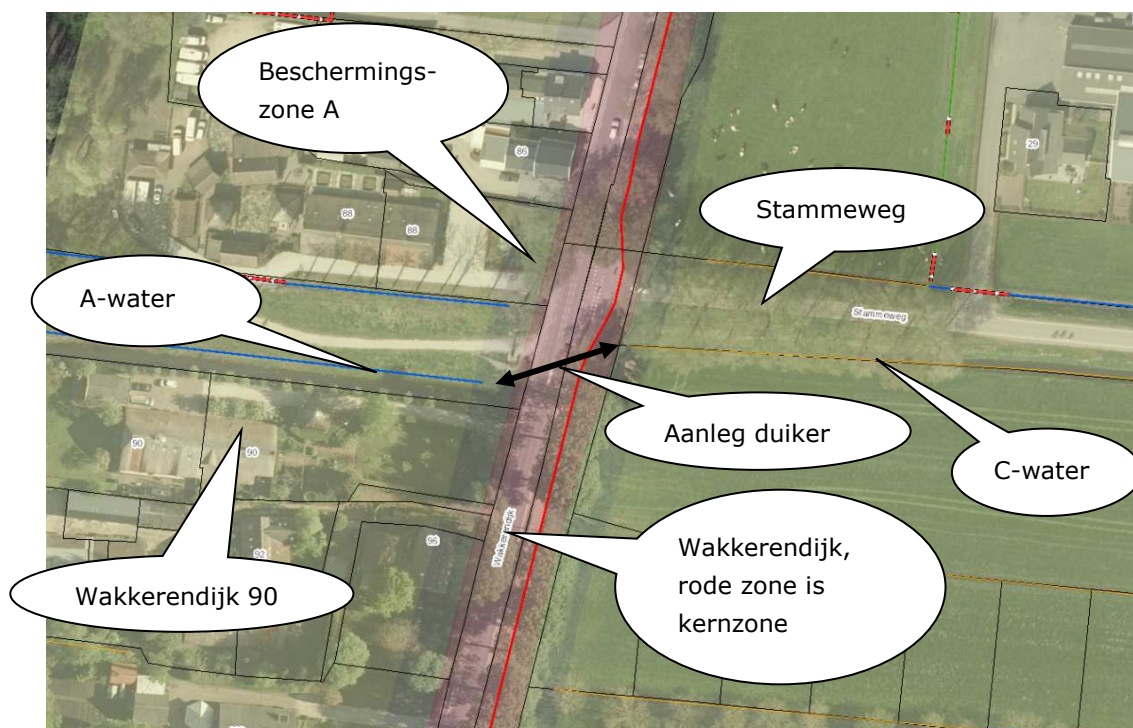 Beschermings-
zone A
86
29
88
88
Stammeweg
A-water
Stammeweg
Aanleg duiker
90
90
C-water
Wakkerendijk
96
92
Wakkerendijk,
rode zone is
kernzone
Wakkerendijk 90